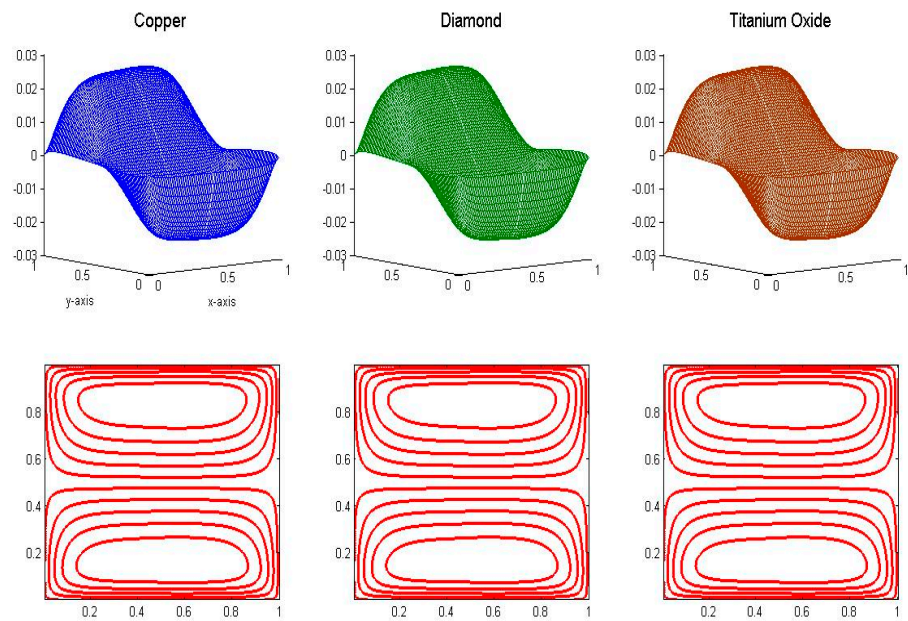 Copper Diamond Titanium Oxide
0.03 0.03 0.03
0.02 0.02 0.02
0.01 0.01 0.01
0 0 0
-0.01 -0.01 -0.01
-0.02 -0.02 -0.02
-0.03 -0.03 -0.03
1 0.5 0 0 0.5 1 1 0.5 0 0 0.5 1 1 0.5 0 0 0.5 1
y-axis x-axis
0.8 0.8 0.8
0.6 0.6 0.6
0.4 0.4 0.4
0.2 0.2 0.2
0.2 0.4 0.6 0.8 1 0.2 0.4 0.6 0.8 1 0.2 0.4 0.6 0.8 1